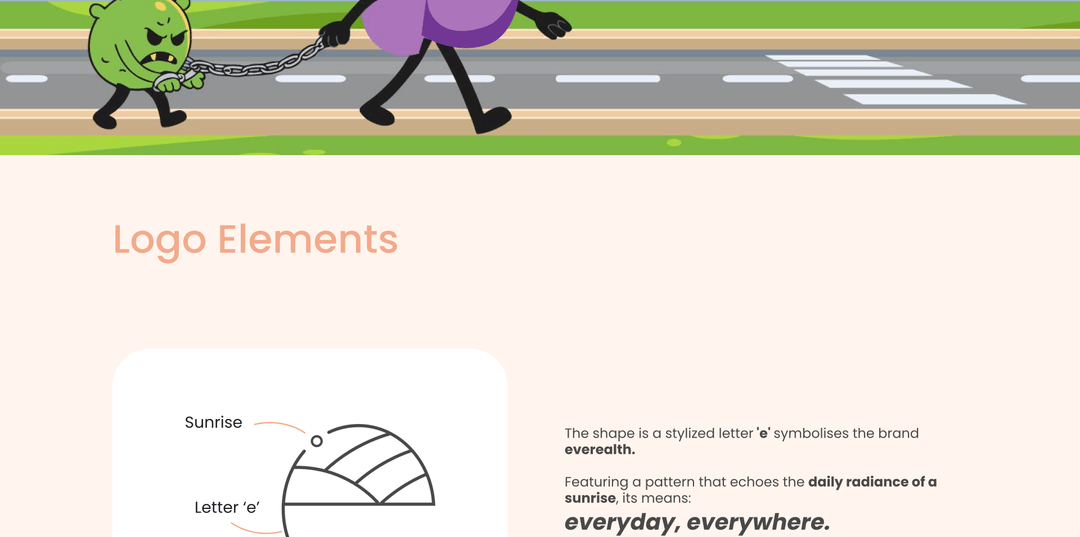 Logo Elements
Sunrise
Letter ‘e’
The shape is a stylized letter 'e' symbolises the brand
everealth.
Featuring a pattern that echoes the daily radiance of a
sunrise, its means:
everyday, everywhere.